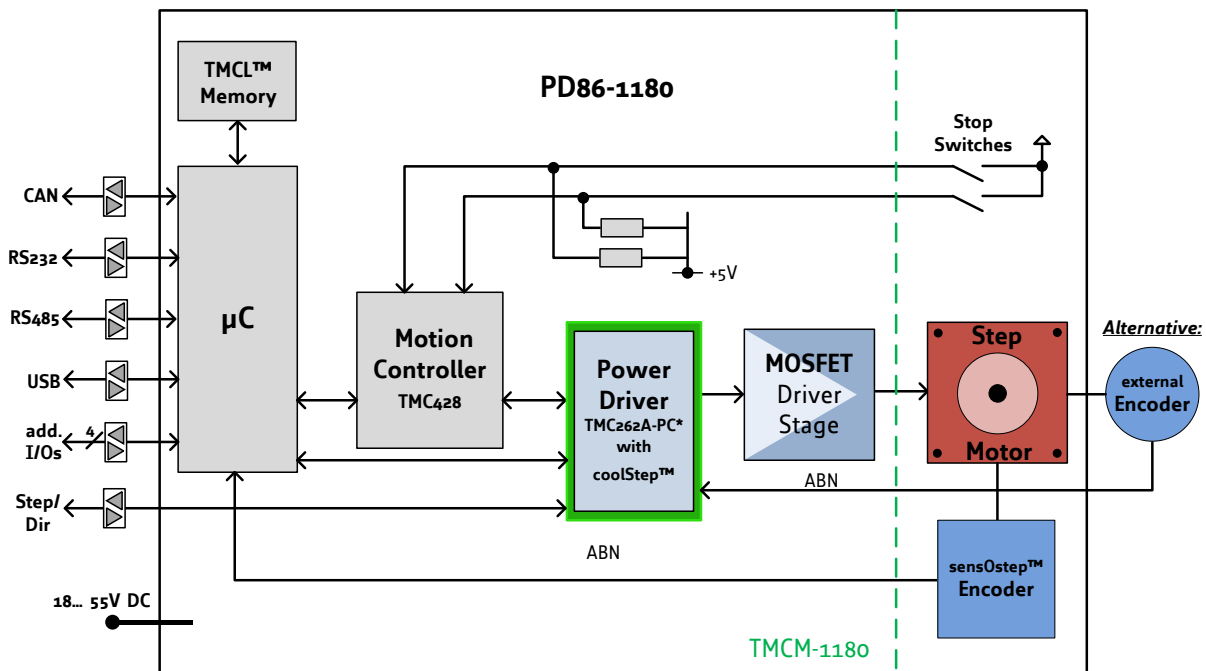 TMCL™
Memory
PD86-1180
Stop
Switches
CAN
RS232
RS485
USB
add.
I/Os
4
Step/
Dir
µC
+5V
Motion
Controller
TMC428
Power
Driver
TMC262A-PC*
with
coolStep™
MOSFET
Driver
Stage
Step
Motor
Alternative:
external
Encoder
ABN
ABN
sensOstep™
Encoder
18... 55V DC
TMCM-1180